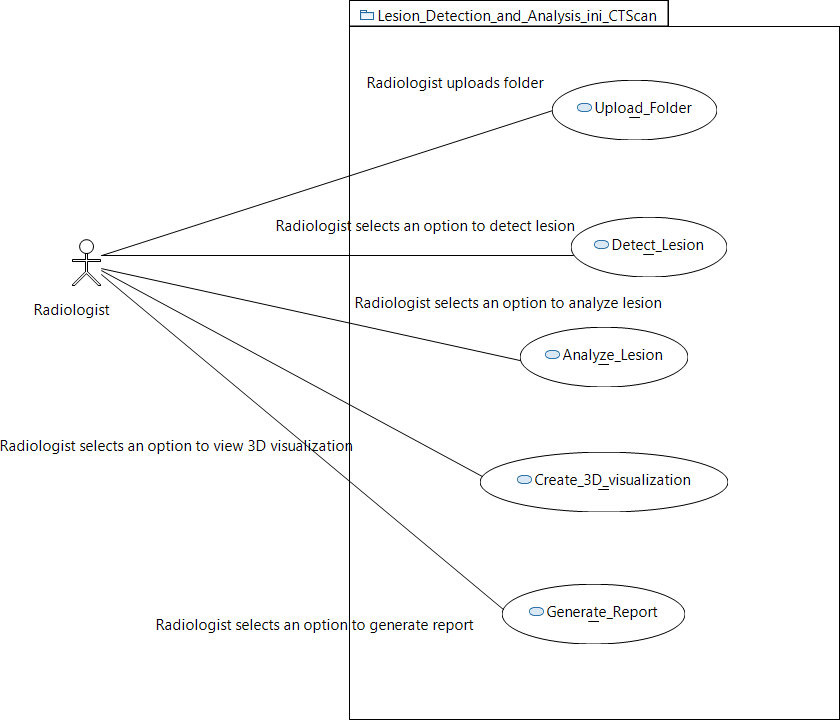 Lesion_Detection_and_Analysis_ini_CTScan
Radiologist uploads folder
Upload_Folder
Radiologist selects an option to detect lesion
Detect_Lesion
Radiologist
Radiologist selects an option to analyze lesion
Analyze_Lesion
Radiologist selects an option to view 3D visualization
Create_3D_visualization
Generate_Report
Radiologist selects an option to generate report